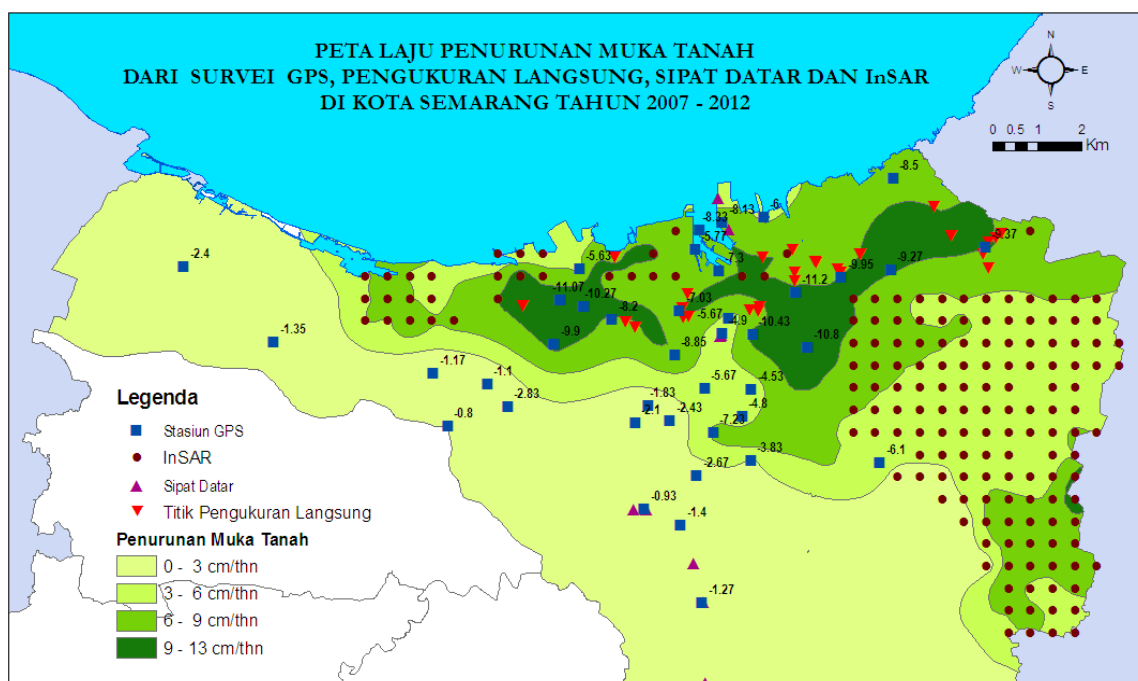 PETA LAJU PENURUNAN MUKA TANAH
DARI SURVEI GPS, PENGUKURAN LANGSUNG, SIPAT DATAR DAN InSAR
DI KOTA SEMARANG TAHUN 2007 - 2012
N
W E
S
0 0.5 1 2
Km
-8.5
-8.13
-6
-8.33
-5.77
-9.37
-2.4
-5.63
-7.3
-9.95
-9.27
-11.2
-11.07
-10.27
-8.2
-7.03
-5.67
-4.9
-10.43
-1.35
-9.9
-10.8
-8.85
-1.17
-1.1
-5.67
-4.53
-2.83
-1.83
-2.1
-2.43
-4.8
-0.8
-7.23
-3.83
-6.1
-2.67
-0.93
-1.4
-1.27
Legenda
Stasiun GPS
InSAR
Sipat Datar
Titik Pengukuran Langsung
Penurunan Muka Tanah
0 - 3 cm/thn
3 - 6 cm/thn
6 - 9 cm/thn
9 - 13 cm/thn